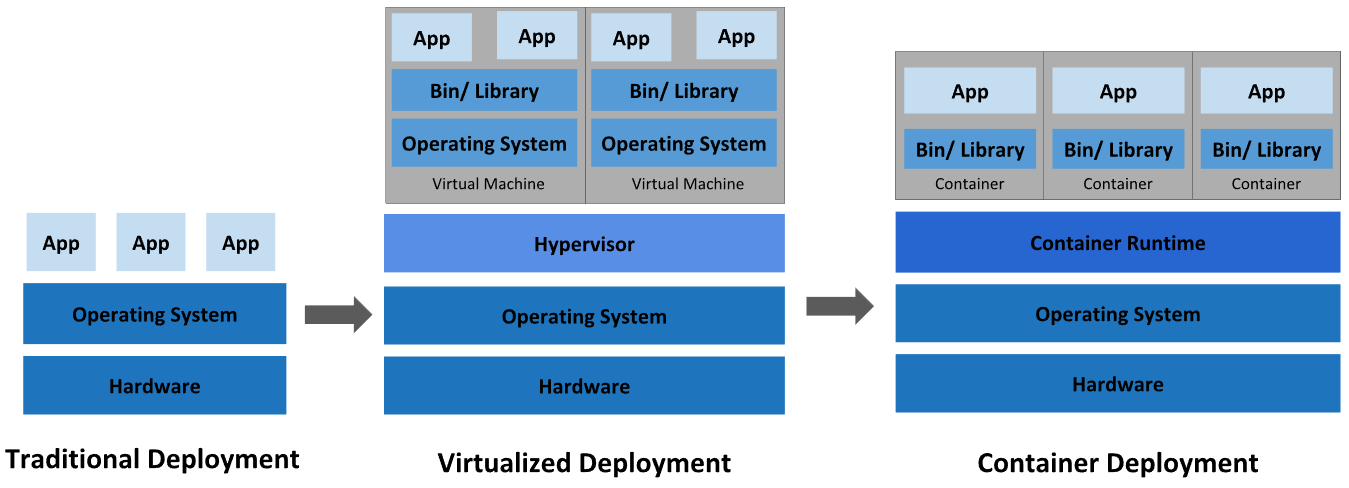 App
App
App
Operating System
Hardware
Traditional Deployment
App
App
App
App
Bin/ Library
Bin/ Library
Operating System
Operating System
Virtual Machine
Virtual Machine
Hypervisor
Operating System
Hardware
Virtualized Deployment
App
App
App
Bin/ Library
Bin/ Library
Bin/ Library
Container
Container
Container
Container Runtime
Operating System
Hardware
Container Deployment